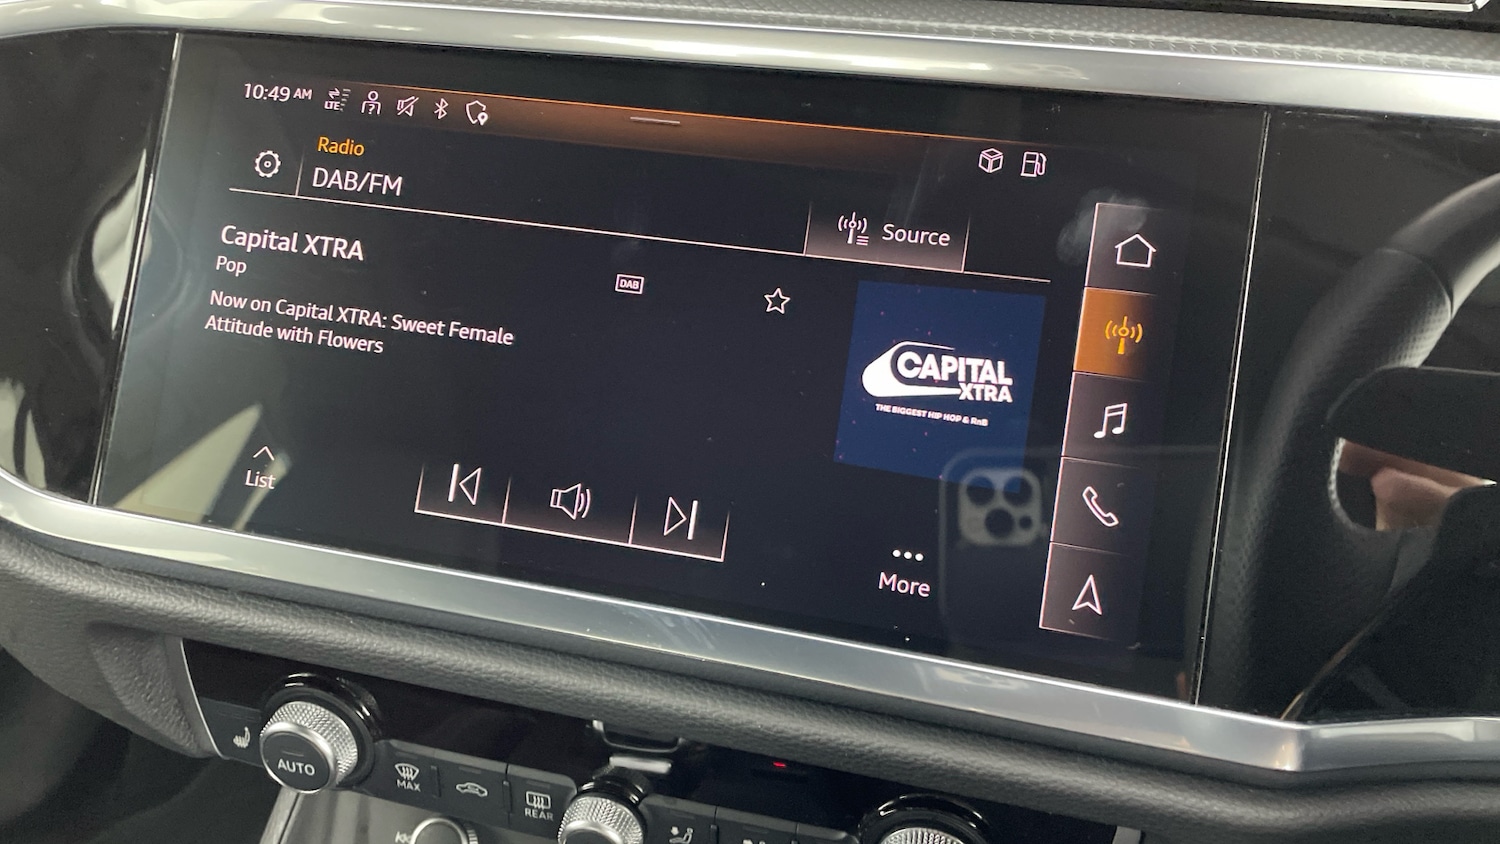 10:49 AM
LTE
Radio
DAB/FM
Source
Capital XTRA
Pop
DAB
Now on Capital XTRA: Sweet Female
Attitude with Flowers
CAPITAL
XTRA
THE BIGGEST HIP HOP & RnB
List
More
AUTO
MAX
REAR